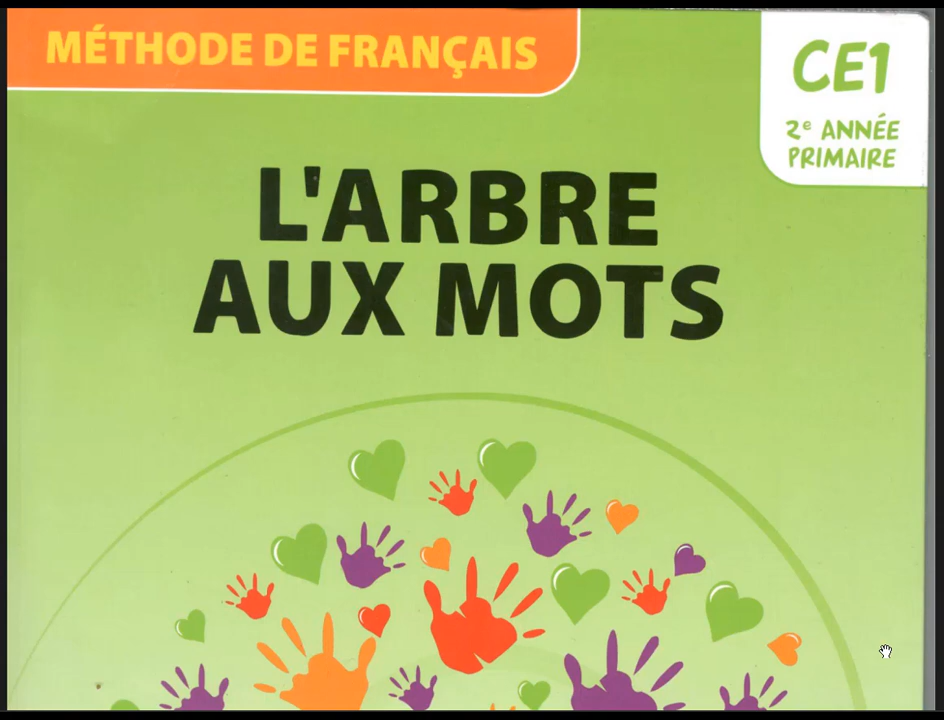 MÉTHODE DE FRANÇAIS
CE1
2e ANNÉE
PRIMAIRE
L'ARBRE
AUX MOTS